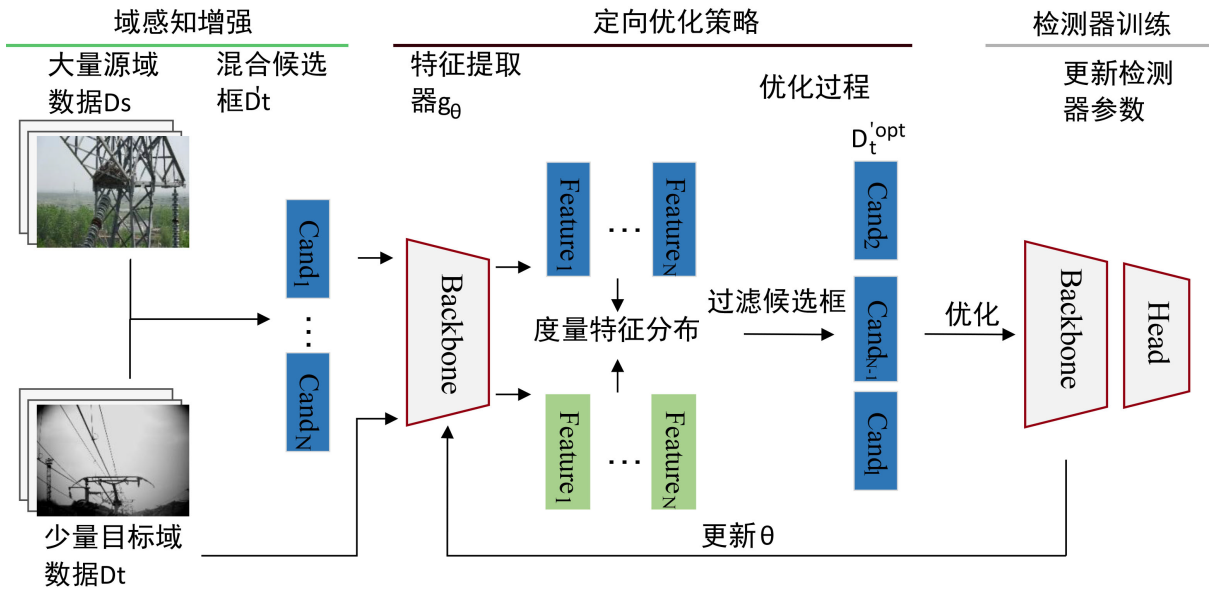 域感知增强
定向优化策略
检测器训练
大量源域
数据Ds
混合候选
框D't
特征提取
器gθ
优化过程
更新检测
器参数
D't opt
Cand1
...
CandN
Backbone
Feature1
...
FeatureN
度量特征分布
Feature1
...
FeatureN
过滤候选框
Cand2
CandN-1
Cand1
优化
Backbone
Head
更新θ
少量目标域
数据Dt